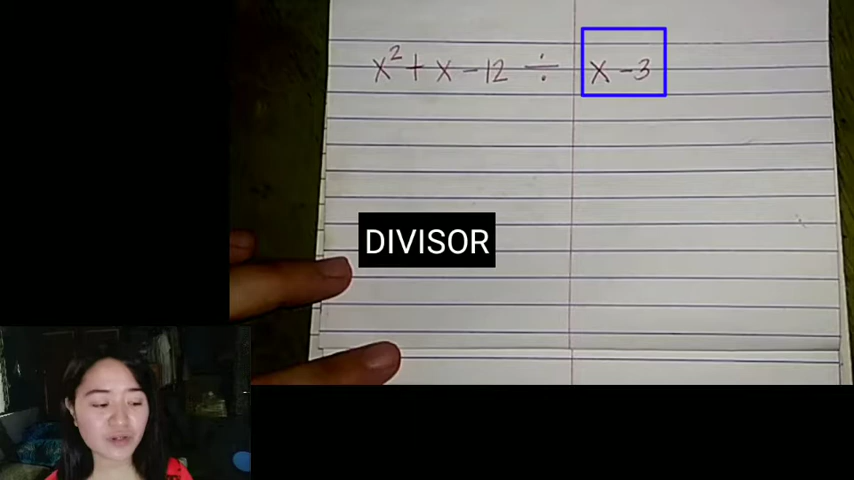 x² + x - 12 ÷ x - 3
DIVISOR